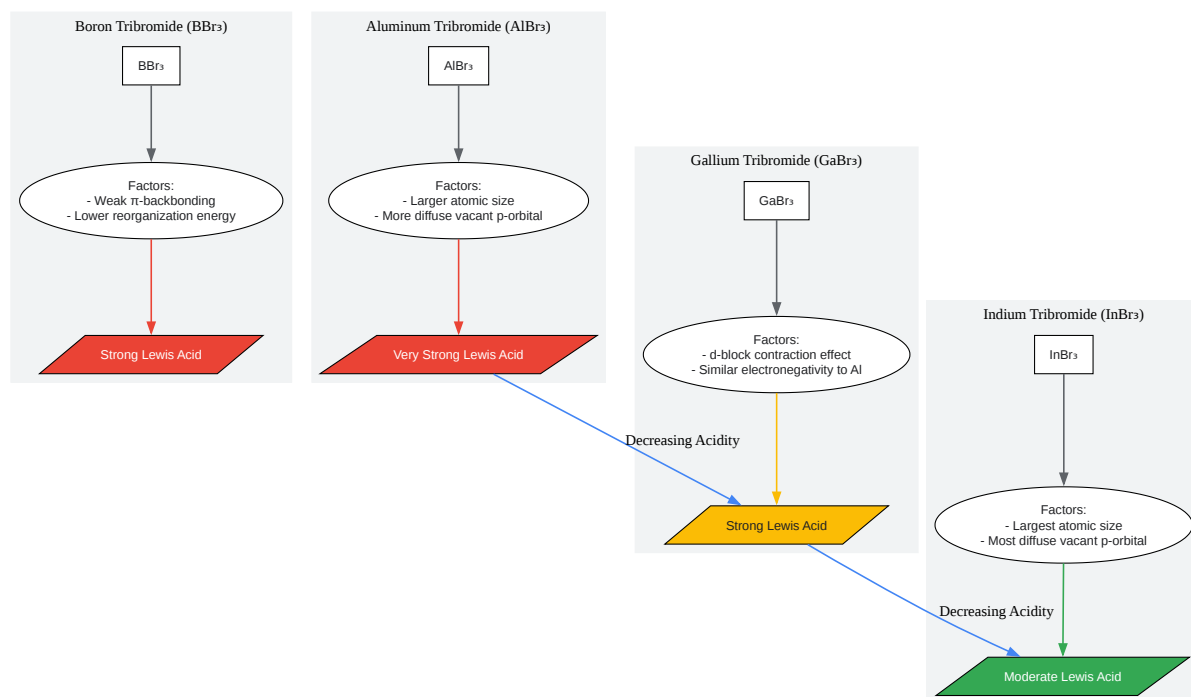 Boron Tribromide (BBr₃)
BBr₃
Factors:
- Weak π-backbonding
- Lower reorganization energy
Strong Lewis Acid
Aluminum Tribromide (AlBr₃)
AlBr₃
Factors:
- Larger atomic size
- More diffuse vacant p-orbital
Very Strong Lewis Acid
Decreasing Acidity
Gallium Tribromide (GaBr₃)
GaBr₃
Factors:
- d-block contraction effect
- Similar electronegativity to Al
Strong Lewis Acid
Decreasing Acidity
Indium Tribromide (InBr₃)
InBr₃
Factors:
- Largest atomic size
- Most diffuse vacant p-orbital
Moderate Lewis Acid